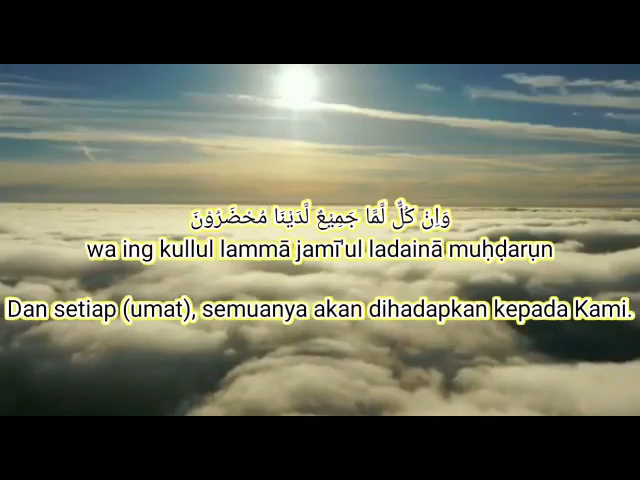 وَاِنْ كُلٌّ لَّمَّا جَمِيْعٌ لَّدَيْنَا مُحْضَرُوْنَ
wa ing kullul lammā jamī'ul ladainā muḥḍarụn
Dan setiap (umat), semuanya akan dihadapkan kepada Kami.